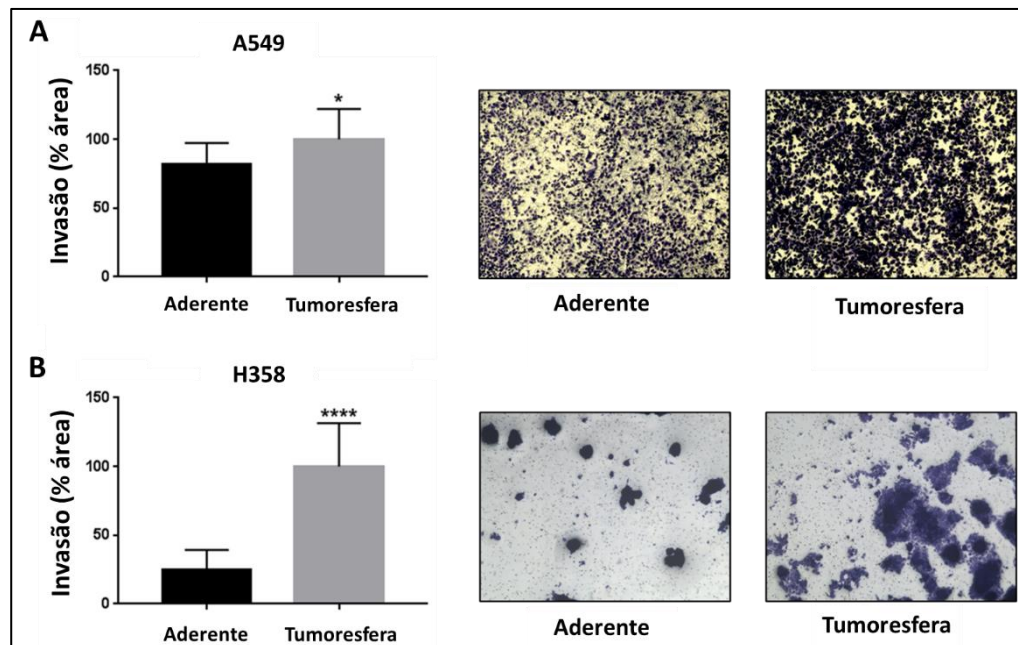 A
A549
Invasão (% área)
150
100
50
0
*
Aderente
Tumoresfera
Aderente
Tumoresfera
B
H358
Invasão (% área)
150
100
50
0
****
Aderente
Tumoresfera
Aderente
Tumoresfera